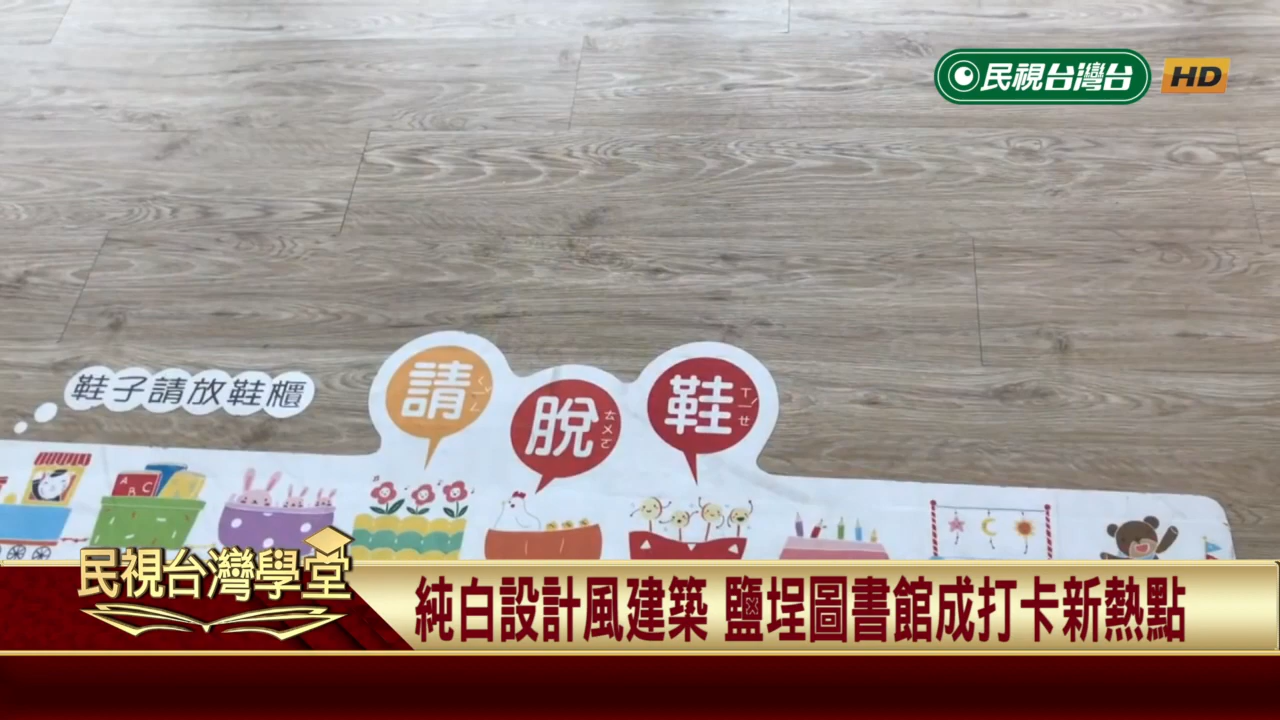 民視台灣台 HD
鞋子請放鞋櫃
請脫鞋
ㄑㄧㄥˇ
ㄊㄨㄛ
ㄒㄧㄝˊ
A B C
民視台灣學堂
純白設計風建築 鹽埕圖書館成打卡新熱點